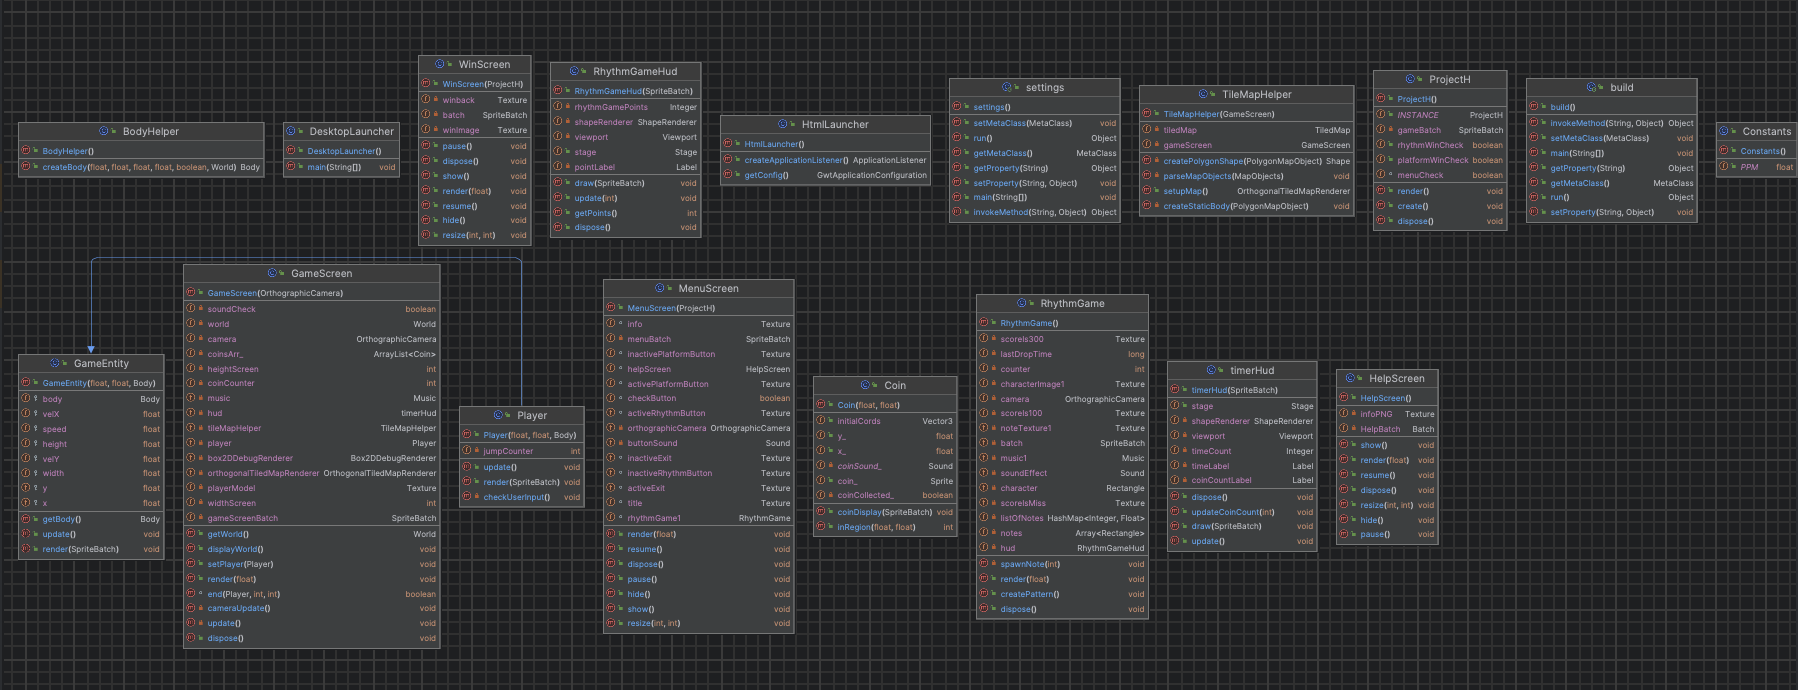 BodyHelper
BodyHelper()
createBody(float, float, float, float, boolean, World) Body
DesktopLauncher
DesktopLauncher()
main(String[]) void
WinScreen
WinScreen(ProjectH)
winback Texture
batch SpriteBatch
winImage Texture
pause() void
dispose() void
show() void
render(float) void
resume() void
hide() void
resize(int, int) void
RhythmGameHud
RhythmGameHud(SpriteBatch)
rhythmGamePoints Integer
shapeRenderer ShapeRenderer
viewport Viewport
stage Stage
pointLabel Label
draw(SpriteBatch) void
update(int) void
getPoints() int
dispose() void
HtmlLauncher
HtmlLauncher()
createApplicationListener() ApplicationListener
getConfig() GwtApplicationConfiguration
settings
settings()
setMetaClass(MetaClass) void
run() Object
getMetaClass() MetaClass
getProperty(String) Object
setProperty(String, Object) void
main(String[]) void
invokeMethod(String, Object) Object
TileMapHelper
TileMapHelper(GameScreen)
tiledMap TiledMap
gameScreen GameScreen
createPolygonShape(PolygonMapObject) Shape
parseMapObjects(MapObjects) void
setupMap() OrthogonalTiledMapRenderer
createStaticBody(PolygonMapObject) void
ProjectH
ProjectH()
INSTANCE ProjectH
gameBatch SpriteBatch
rhythmWinCheck boolean
platformWinCheck boolean
menuCheck boolean
render() void
create() void
dispose() void
build
build()
invokeMethod(String, Object) Object
setMetaClass(MetaClass) void
main(String[]) void
getProperty(String) Object
getMetaClass() MetaClass
run() Object
setProperty(String, Object) void
Constants
Constants()
PPM float
GameEntity
GameEntity(float, float, Body)
body Body
velX float
speed float
height float
velY float
width float
y float
x float
getBody() Body
update() void
render(SpriteBatch) void
GameScreen
GameScreen(OrthographicCamera)
soundCheck boolean
world World
camera OrthographicCamera
coinsArr_ ArrayList<Coin>
heightScreen int
coinCounter int
music Music
hud timerHud
tileMapHelper TileMapHelper
player Player
box2DDebugRenderer Box2DDebugRenderer
orthogonalTiledMapRenderer OrthogonalTiledMapRenderer
playerModel Texture
widthScreen int
gameScreenBatch SpriteBatch
getWorld() World
displayWorld() void
setPlayer(Player) void
render(float) void
end(Player, int, int) boolean
cameraUpdate() void
update() void
dispose() void
Player
Player(float, float, Body)
jumpCounter int
update() void
render(SpriteBatch) void
checkUserInput() void
MenuScreen
MenuScreen(ProjectH)
info Texture
menuBatch SpriteBatch
inactivePlatformButton Texture
helpScreen HelpScreen
activePlatformButton Texture
checkButton boolean
activeRhythmButton Texture
orthographicCamera OrthographicCamera
buttonSound Sound
inactiveExit Texture
inactiveRhythmButton Texture
activeExit Texture
title Texture
rhythmGame1 RhythmGame
render(float) void
resume() void
dispose() void
pause() void
hide() void
show() void
resize(int, int) void
Coin
Coin(float, float)
initialCords Vector3
y_ float
x_ float
coinSound_ Sound
coin_ Sprite
coinCollected_ boolean
coinDisplay(SpriteBatch) void
inRegion(float, float) int
RhythmGame
RhythmGame()
scoreIs300 Texture
lastDropTime long
counter int
characterImage1 Texture
camera OrthographicCamera
scoreIs100 Texture
noteTexture1 Texture
batch SpriteBatch
music1 Music
soundEffect Sound
character Rectangle
scoreIsMiss Texture
listOfNotes HashMap<Integer, Float>
notes Array<Rectangle>
hud RhythmGameHud
spawnNote(int) void
render(float) void
createPattern() void
dispose() void
timerHud
timerHud(SpriteBatch)
stage Stage
shapeRenderer ShapeRenderer
viewport Viewport
timeCount Integer
timeLabel Label
coinCountLabel Label
dispose() void
updateCoinCount(int) void
draw(SpriteBatch) void
update() void
HelpScreen
HelpScreen()
infoPNG Texture
HelpBatch Batch
show() void
render(float) void
resume() void
dispose() void
resize(int, int) void
hide() void
pause() void